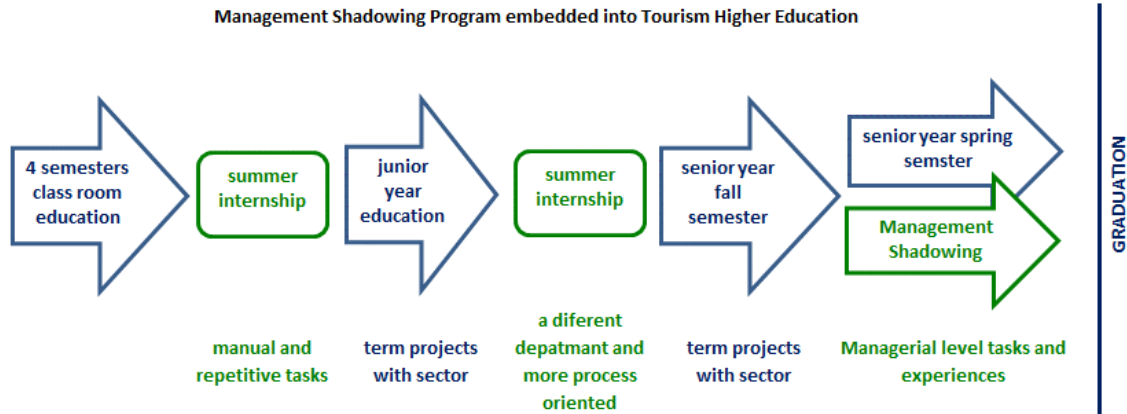 Management Shadowing Program embedded into Tourism Higher Education
4 semesters
class room
education
summer
internship
junior
year
education
summer
internship
senior year
fall
semester
senior year spring
semster
Management
Shadowing
GRADUATION
manual and
repetitive tasks
term projects
with sector
a diferent
depatmant and
more process
oriented
term projects
with sector
Managerial level tasks and
experiences